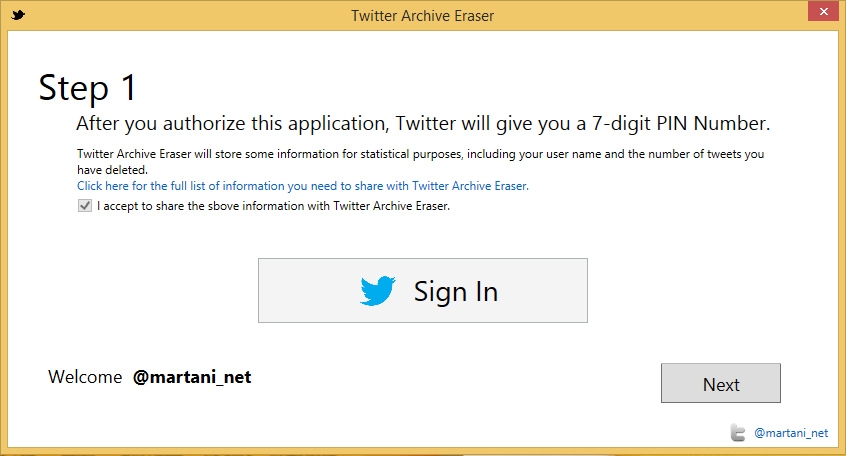 Twitter Archive Eraser
Step 1
After you authorize this application, Twitter will give you a 7-digit PIN Number.
Twitter Archive Eraser will store some information for statistical purposes, including your user name and the number of tweets you
have deleted.
Click here for the full list of information you need to share with Twitter Archive Eraser.
I accept to share the sbove information with Twitter Archive Eraser.
Sign In
Welcome @martani_net
Next
@martani_net